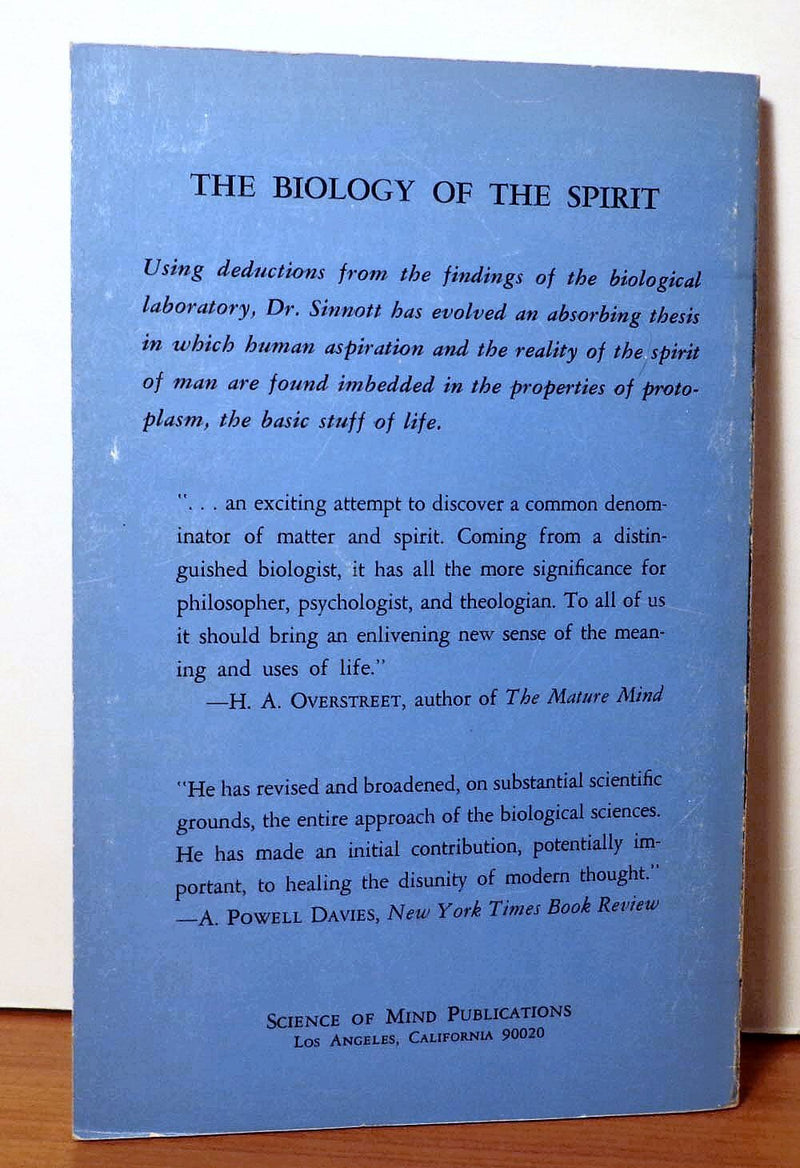 THE BIOLOGY OF THE SPIRIT
Using deductions from the findings of the biological
laboratory, Dr. Sinnott has evolved an absorbing thesis
in which human aspiration and the reality of the spirit
of man are found imbedded in the properties of proto-
plasm, the basic stuff of life.
". . . an exciting attempt to discover a common denom-
inator of matter and spirit. Coming from a distin-
guished biologist, it has all the more significance for
philosopher, psychologist, and theologian. To all of us
it should bring an enlivening new sense of the mean-
ing and uses of life."
—H. A. OVERSTREET, author of The Mature Mind
"He has revised and broadened, on substantial scientific
grounds, the entire approach of the biological sciences.
He has made an initial contribution, potentially im-
portant, to healing the disunity of modern thought."
—A. POWELL DAVIES, New York Times Book Review
SCIENCE OF MIND PUBLICATIONS
LOS ANGELES, CALIFORNIA 90020